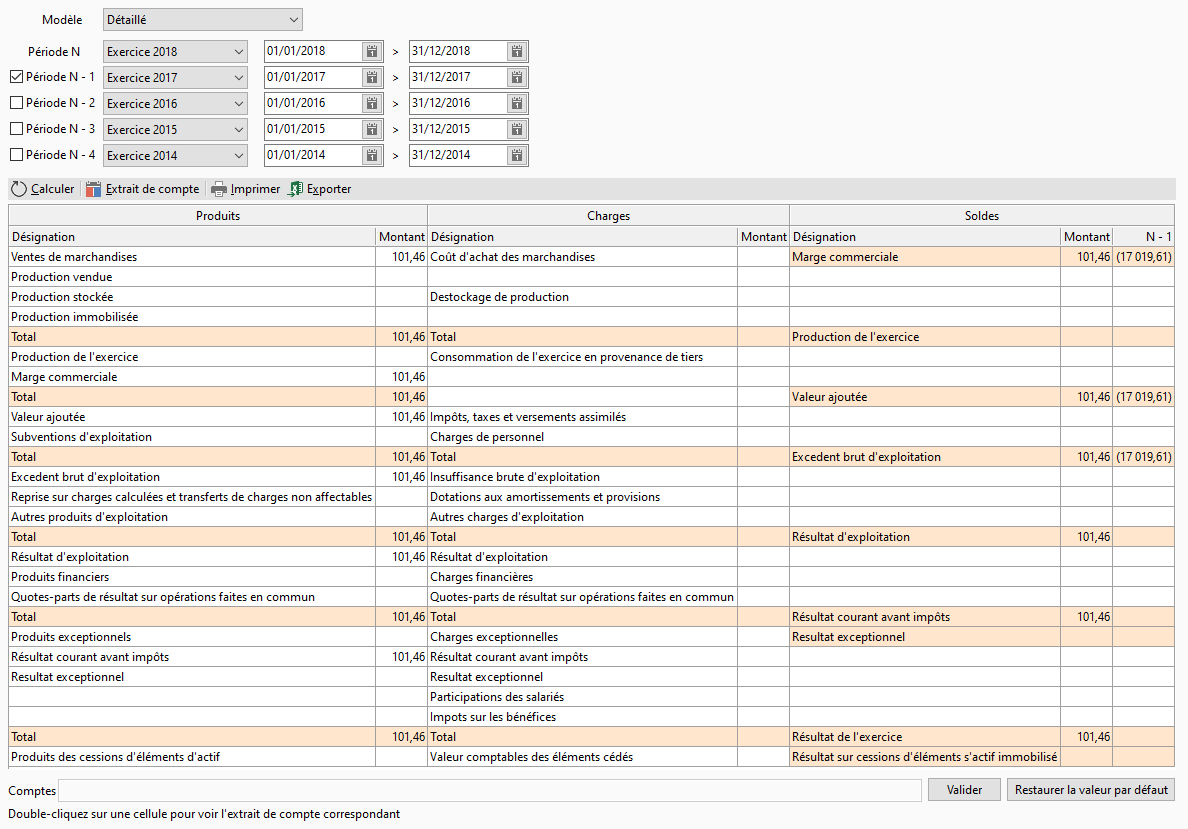 Modèle Détaillé
Période N Exercice 2018 01/01/2018 > 31/12/2018
Période N - 1 Exercice 2017 01/01/2017 > 31/12/2017
Période N - 2 Exercice 2016 01/01/2016 > 31/12/2016
Période N - 3 Exercice 2015 01/01/2015 > 31/12/2015
Période N - 4 Exercice 2014 01/01/2014 > 31/12/2014
Calculer Extrait de compte Imprimer Exporter
Produits Charges Soldes
Désignation Montant Désignation Montant Désignation Montant N - 1
Ventes de marchandises 101,46 Coût d'achat des marchandises Marge commerciale 101,46 (17 019,61)
Production vendue
Production stockée Destockage de production
Production immobilisée
Total 101,46 Total Production de l'exercice
Production de l'exercice Consommation de l'exercice en provenance de tiers
Marge commerciale 101,46
Total 101,46 Valeur ajoutée 101,46 (17 019,61)
Valeur ajoutée 101,46 Impôts, taxes et versements assimilés
Subventions d'exploitation Charges de personnel
Total 101,46 Total Excedent brut d'exploitation 101,46 (17 019,61)
Excedent brut d'exploitation 101,46 Insuffisance brute d'exploitation
Reprise sur charges calculées et transferts de charges non affectables Dotations aux amortissements et provisions
Autres produits d'exploitation Autres charges d'exploitation
Total 101,46 Total Résultat d'exploitation 101,46
Résultat d'exploitation 101,46 Résultat d'exploitation
Produits financiers Charges financières
Quotes-parts de résultat sur opérations faites en commun Quotes-parts de résultat sur opérations faites en commun
Total 101,46 Total Résultat courant avant impôts 101,46
Produits exceptionnels Charges exceptionnelles Resultat exceptionnel
Résultat courant avant impôts 101,46 Résultat courant avant impôts
Resultat exceptionnel Resultat exceptionnel
Participations des salariés
Impots sur les bénéfices
Total 101,46 Total Résultat de l'exercice 101,46
Produits des cessions d'éléments d'actif Valeur comptables des éléments cédés Résultat sur cessions d'éléments s'actif immobilisé
Comptes Valider Restaurer la valeur par défaut
Double-cliquez sur une cellule pour voir l'extrait de compte correspondant